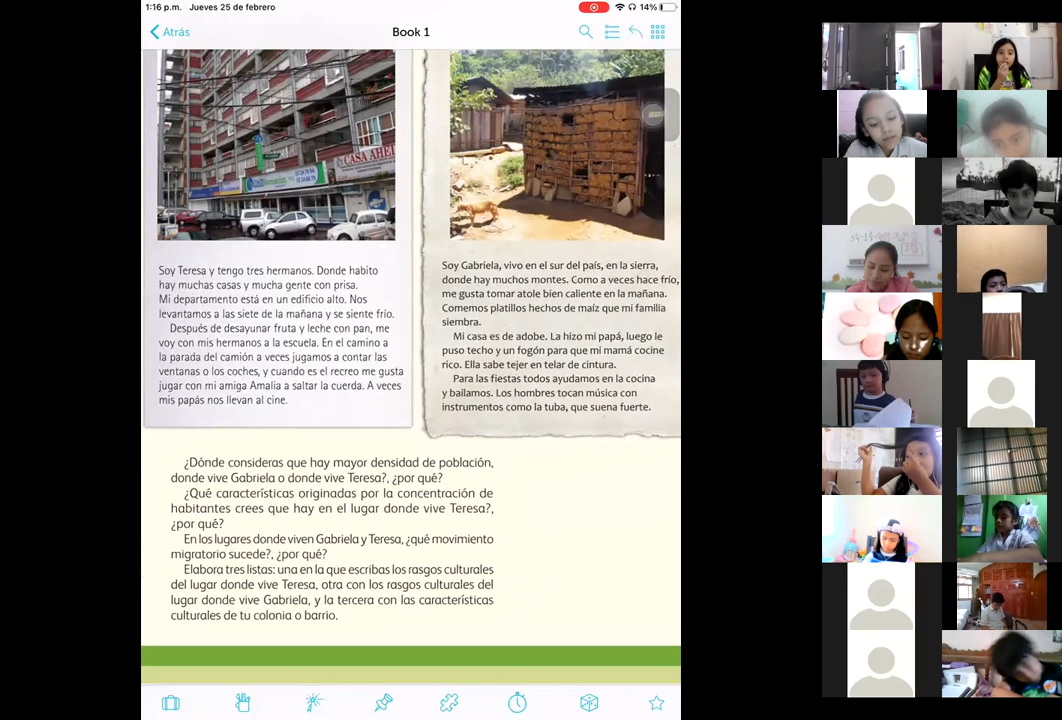 1:16 p.m. Jueves 25 de febrero
14%
Atrás
Book 1
CASA AHED
Soy Teresa y tengo tres hermanos. Donde habito
hay muchas casas y mucha gente con prisa.
Mi departamento está en un edificio alto. Nos
levantamos a las siete de la mañana y se siente frío.
Después de desayunar fruta y leche con pan, me
voy con mis hermanos a la escuela. En el camino a
la parada del camión a veces jugamos a contar las
ventanas o los coches, y cuando es el recreo me gusta
jugar con mi amiga Amalia a saltar la cuerda. A veces
mis papás nos llevan al cine.
Soy Gabriela, vivo en el sur del país, en la sierra,
donde hay muchos montes. Como a veces hace frío,
me gusta tomar atole bien caliente en la mañana.
Comemos platillos hechos de maíz que mi familia
siembra.
Mi casa es de adobe. La hizo mi papá, luego le
puso techo y un fogón para que mi mamá cocine
rico. Ella sabe tejer en telar de cintura.
Para las fiestas todos ayudamos en la cocina
y bailamos. Los hombres tocan música con
instrumentos como la tuba, que suena fuerte.
¿Dónde consideras que hay mayor densidad de población,
donde vive Gabriela o donde vive Teresa?, ¿por qué?
¿Qué características originadas por la concentración de
habitantes crees que hay en el lugar donde vive Teresa?,
¿por qué?
En los lugares donde viven Gabriela y Teresa, ¿qué movimiento
migratorio sucede?, ¿por qué?
Elabora tres listas: una en la que escribas los rasgos culturales
del lugar donde vive Teresa, otra con los rasgos culturales del
lugar donde vive Gabriela, y la tercera con las características
culturales de tu colonia o barrio.